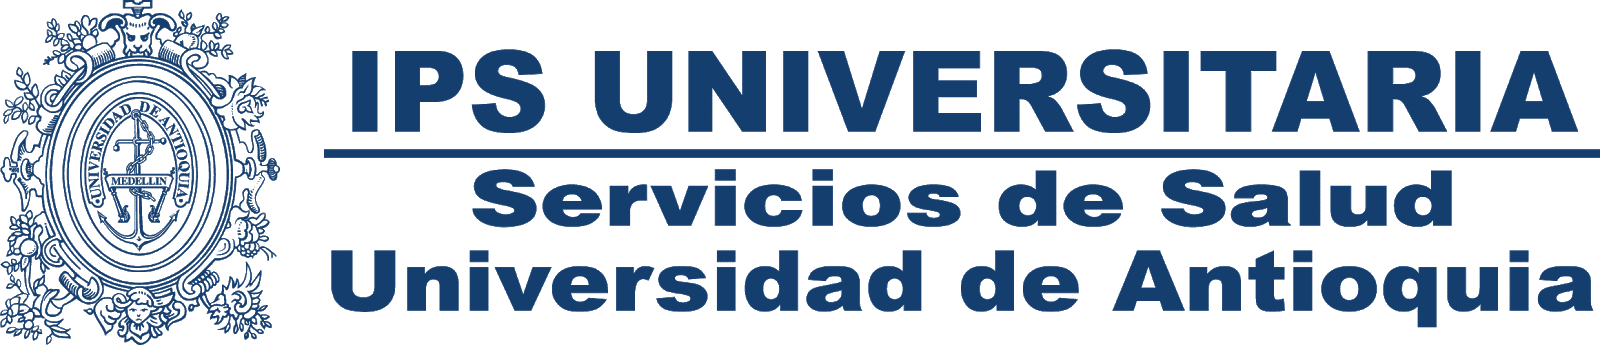 UNIVERSIDAD DE ANTIOQUIA
MEDELLIN
IPS UNIVERSITARIA
Servicios de Salud
Universidad de Antioquia